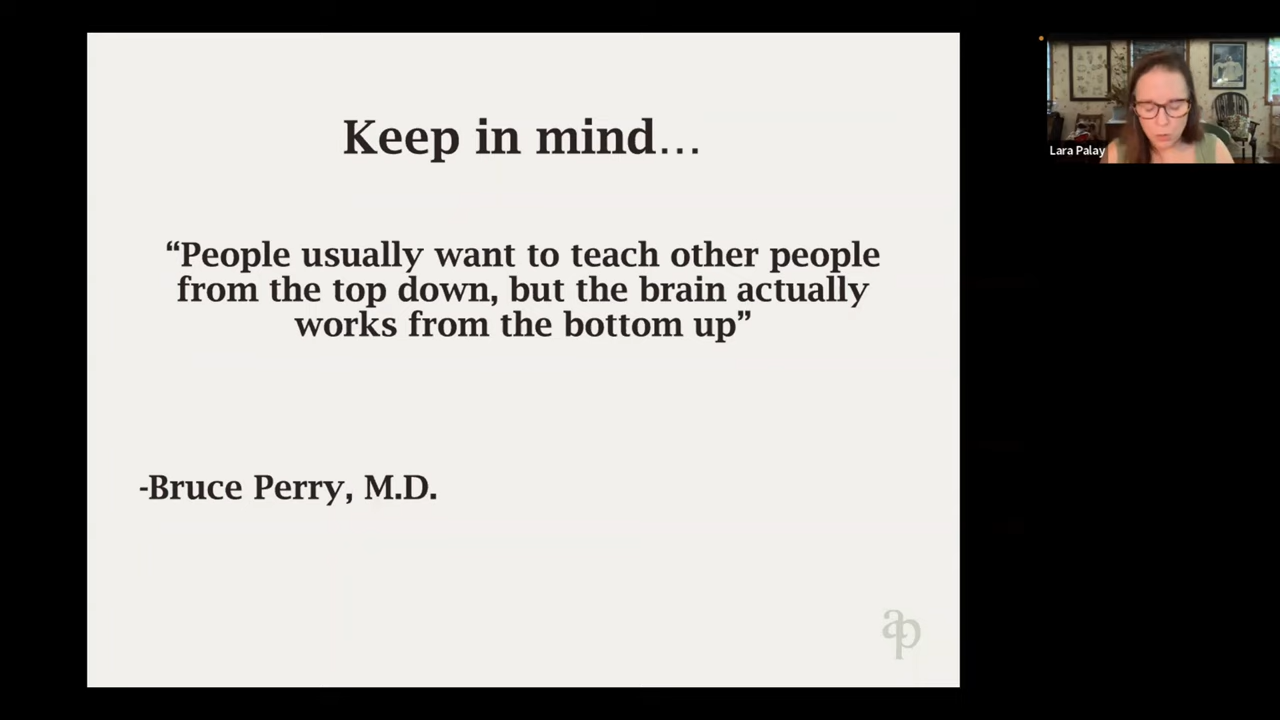 Keep in mind…
“People usually want to teach other people
from the top down, but the brain actually
works from the bottom up”
-Bruce Perry, M.D.
ap
Lara Palay